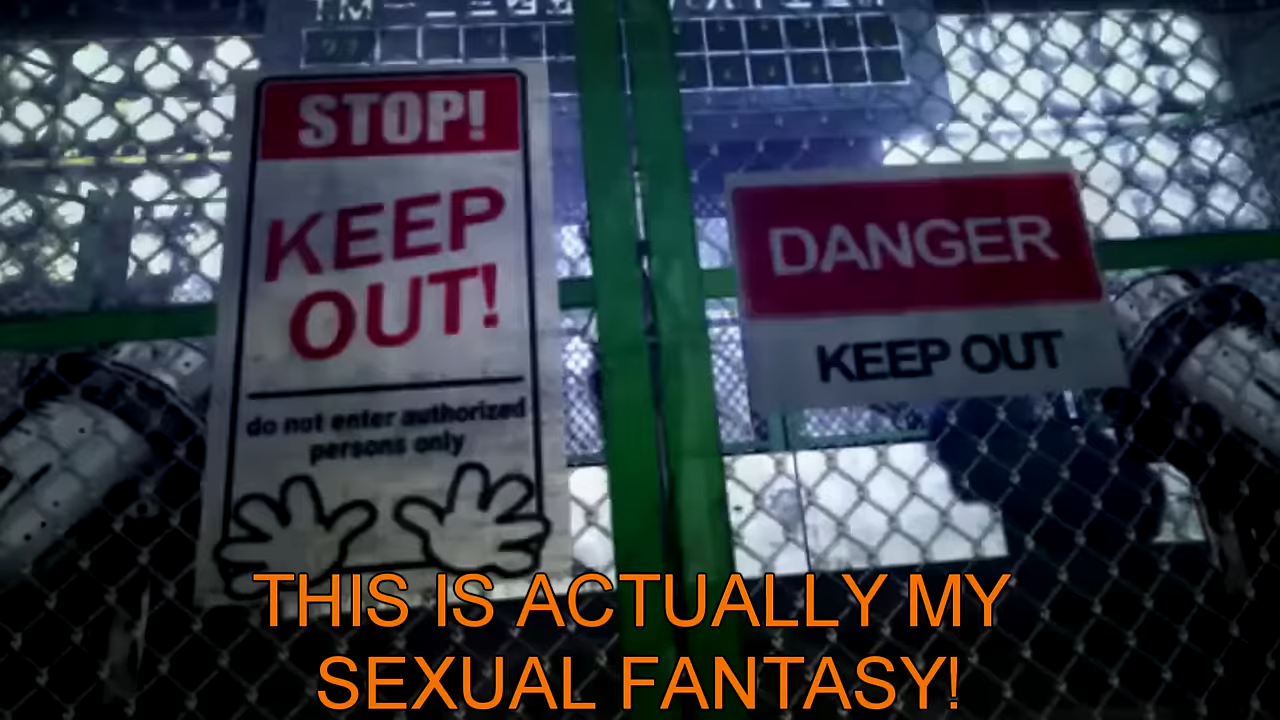 STOP!
KEEP
OUT!
do not enter authorized
persons only
DANGER
KEEP OUT
THIS IS ACTUALLY MY
SEXUAL FANTASY!